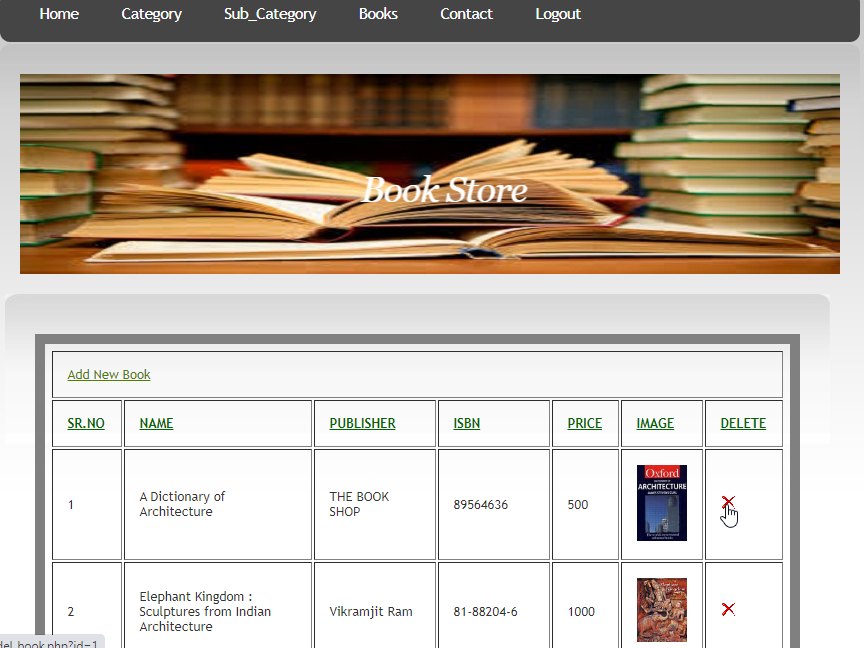 Home Category Sub_Category Books Contact Logout
Book Store
Add New Book
SR.NO NAME PUBLISHER ISBN PRICE IMAGE DELETE
1 A Dictionary of Architecture THE BOOK SHOP 89564636 500
Oxford
ARCHITECTURE
2 Elephant Kingdom : Sculptures from Indian Architecture Vikramjit Ram 81-88204-6 1000
del_book.php?id=1